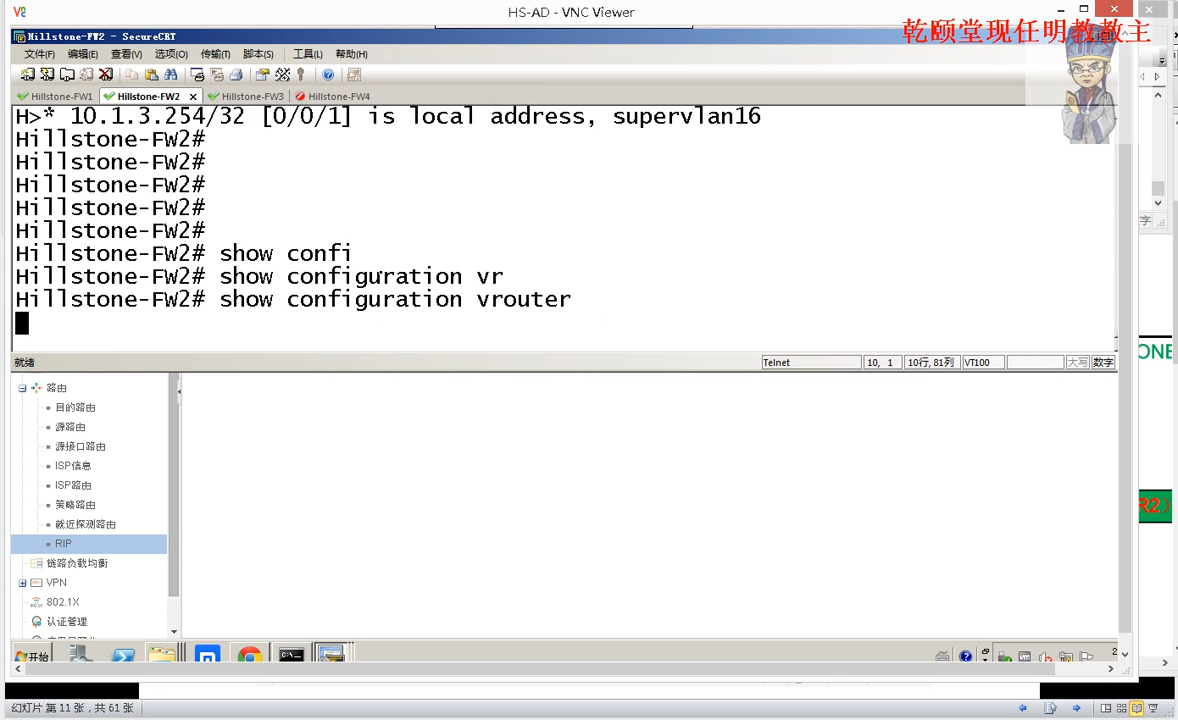 HS-AD - VNC Viewer
乾颐堂现任明教教主
Hillstone-FW2 - SecureCRT
文件(F) 编辑(E) 查看(V) 选项(O) 传输(T) 脚本(S) 工具(L) 帮助(H)
Hillstone-FW1 Hillstone-FW2 Hillstone-FW3 Hillstone-FW4
H>* 10.1.3.254/32 [0/0/1] is local address, supervlan16
Hillstone-FW2#
Hillstone-FW2#
Hillstone-FW2#
Hillstone-FW2#
Hillstone-FW2#
Hillstone-FW2# show confi
Hillstone-FW2# show configuration vr
Hillstone-FW2# show configuration vrouter
就绪 Telnet 10, 1 10行, 81列 VT100 大写 数字
路由
目的路由
源路由
源接口路由
ISP信息
ISP路由
策略路由
就近探测路由
RIP
链路负载均衡
VPN
802.1X
认证管理
字
ONE
R2)
开始
2
幻灯片 第 11 张，共 61 张